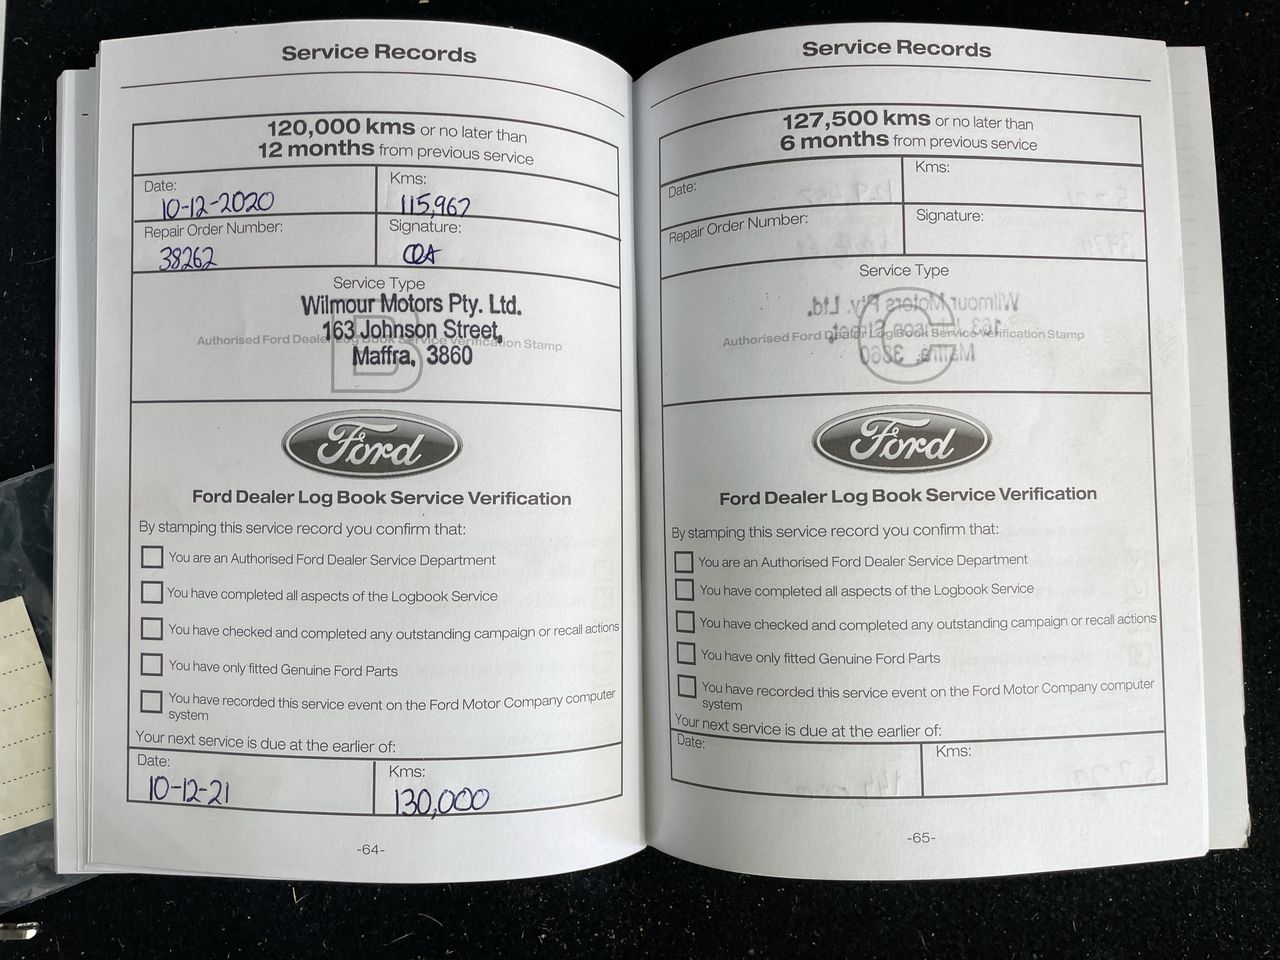 Service Records
120,000 kms or no later than
12 months from previous service
Date:
10-12-2020
Kms:
115,967
Repair Order Number:
38262
Signature:
Service Type
B
Authorised Ford Dealer Log Book Service Verification Stamp
Wilmour Motors Pty. Ltd.
163 Johnson Street,
Maffra, 3860
Ford
Ford Dealer Log Book Service Verification
By stamping this service record you confirm that:
You are an Authorised Ford Dealer Service Department
You have completed all aspects of the Logbook Service
You have checked and completed any outstanding campaign or recall actions
You have only fitted Genuine Ford Parts
You have recorded this service event on the Ford Motor Company computer
system
Your next service is due at the earlier of:
Date:
10-12-21
Kms:
130,000
-64-
Service Records
127,500 kms or no later than
6 months from previous service
Date:
Kms:
Repair Order Number:
Signature:
Service Type
C
Authorised Ford Dealer Log Book Service Verification Stamp
Ford
Ford Dealer Log Book Service Verification
By stamping this service record you confirm that:
You are an Authorised Ford Dealer Service Department
You have completed all aspects of the Logbook Service
You have checked and completed any outstanding campaign or recall actions
You have only fitted Genuine Ford Parts
You have recorded this service event on the Ford Motor Company computer
system
Your next service is due at the earlier of:
Date:
Kms:
-65-